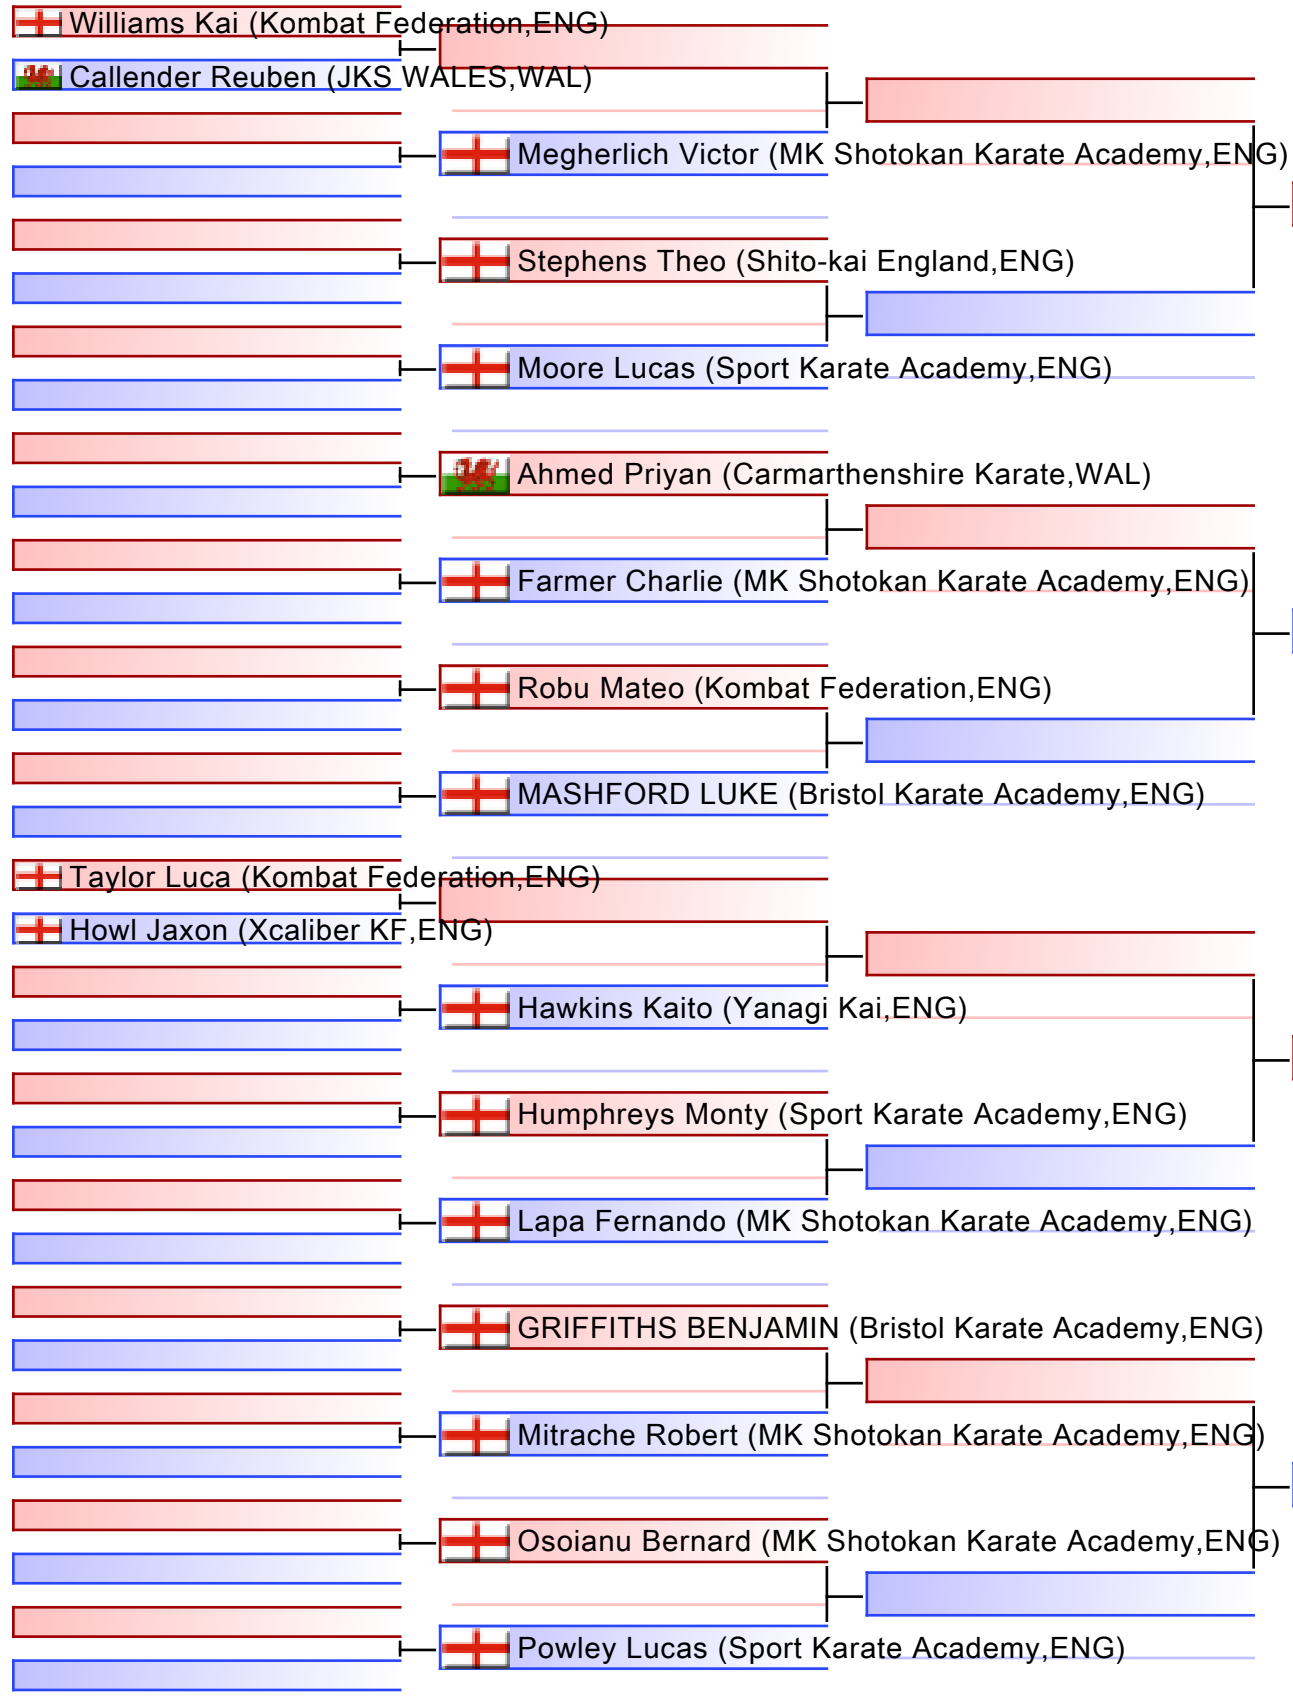 Williams Kai (Kombat Federation,ENG)
Callender Reuben (JKS WALES,WAL)
Megherlich Victor (MK Shotokan Karate Academy,ENG)
Stephens Theo (Shito-kai England,ENG)
Moore Lucas (Sport Karate Academy,ENG)
Ahmed Priyan (Carmarthenshire Karate,WAL)
Farmer Charlie (MK Shotokan Karate Academy,ENG)
Robu Mateo (Kombat Federation,ENG)
MASHFORD LUKE (Bristol Karate Academy,ENG)
Taylor Luca (Kombat Federation,ENG)
Howl Jaxon (Xcaliber KF,ENG)
Hawkins Kaito (Yanagi Kai,ENG)
Humphreys Monty (Sport Karate Academy,ENG)
Lapa Fernando (MK Shotokan Karate Academy,ENG)
GRIFFITHS BENJAMIN (Bristol Karate Academy,ENG)
Mitrache Robert (MK Shotokan Karate Academy,ENG)
Osoianu Bernard (MK Shotokan Karate Academy,ENG)
Powley Lucas (Sport Karate Academy,ENG)